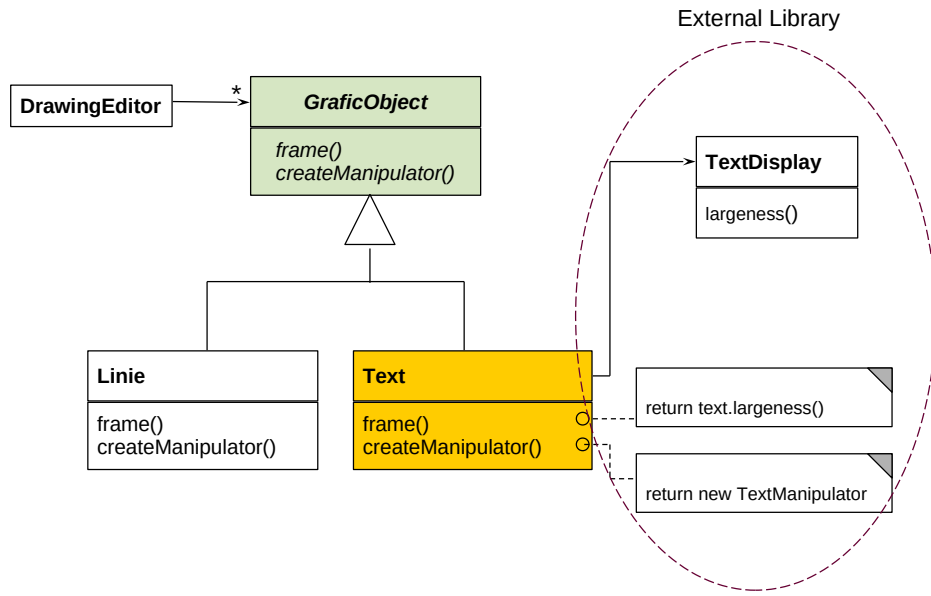 External Library
DrawingEditor
*
GraficObject
frame()
createManipulator()
TextDisplay
largeness()
Linie
frame()
createManipulator()
Text
frame()
createManipulator()
return text.largeness()
return new TextManipulator